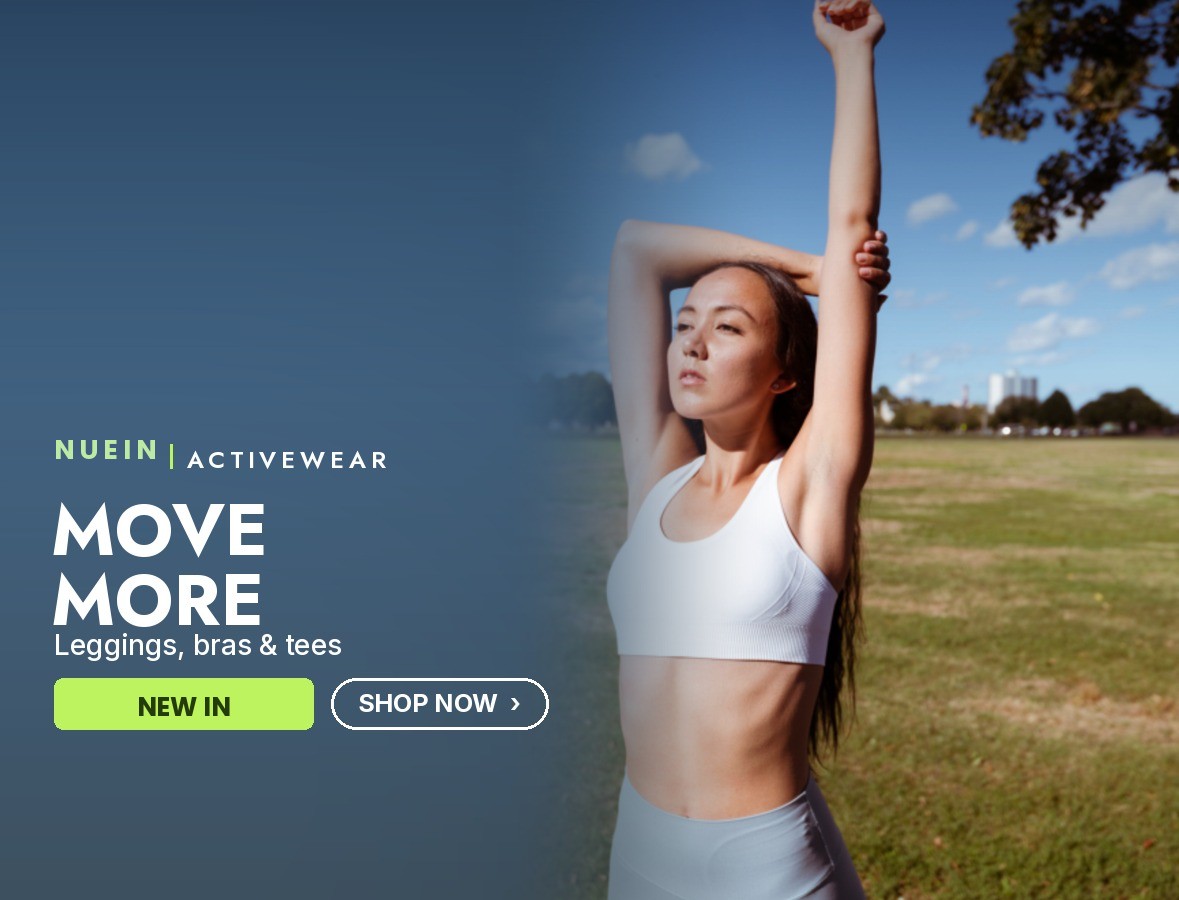 NUEIN | ACTIVEWEAR
MOVE
MORE
Leggings, bras & tees
NEW IN
SHOP NOW ›